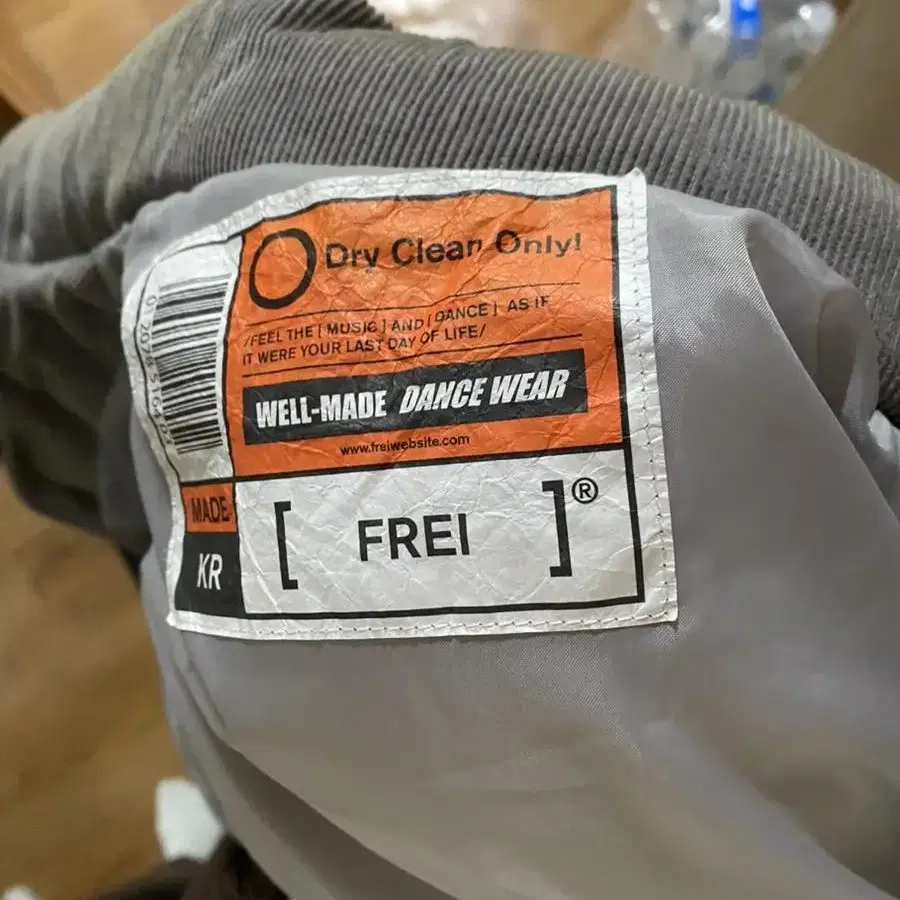 Dry Clean Only!
/FEEL THE [ MUSIC ] AND [ DANCE ] AS IF
IT WERE YOUR LAST DAY OF LIFE/
WELL-MADE DANCE WEAR
www.freiwebsite.com
MADE
KR
[ FREI ]®